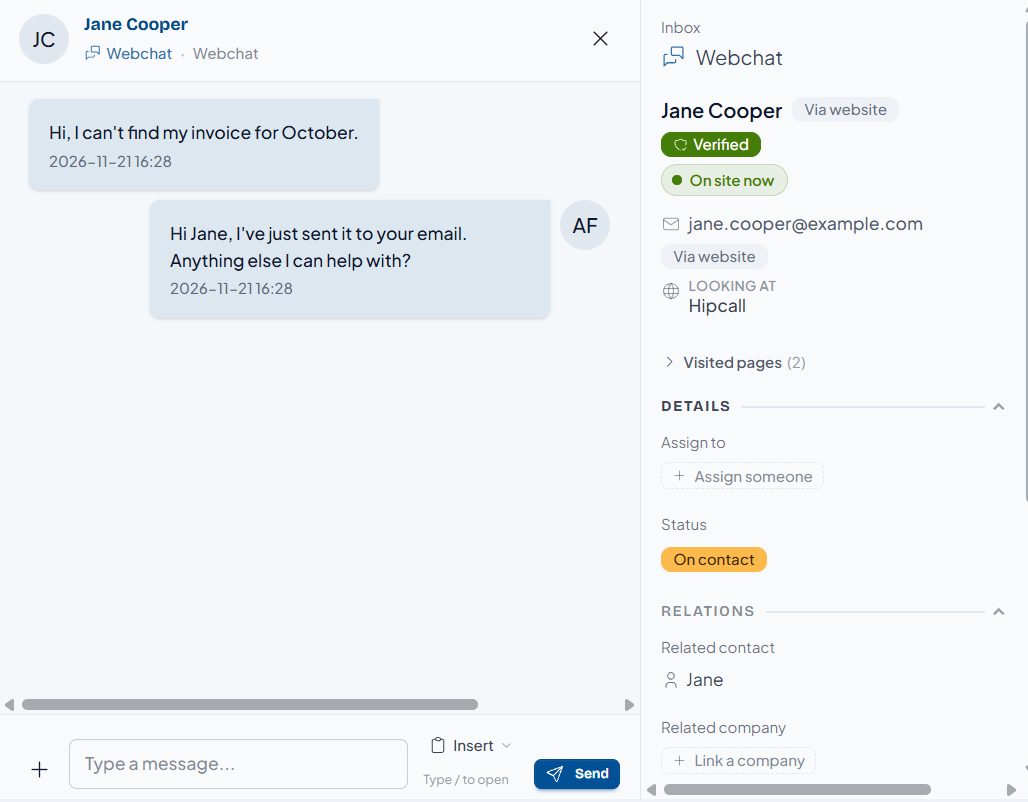 JC
Jane Cooper
Webchat · Webchat
Hi, I can't find my invoice for October.
2026-11-21 16:28
Hi Jane, I've just sent it to your email.
Anything else I can help with?
2026-11-21 16:28
AF
Type a message...
Insert
Type / to open
Send
Inbox
Webchat
Jane Cooper
Via website
Verified
On site now
jane.cooper@example.com
Via website
LOOKING AT
Hipcall
Visited pages (2)
DETAILS
Assign to
+ Assign someone
Status
On contact
RELATIONS
Related contact
Jane
Related company
+ Link a company